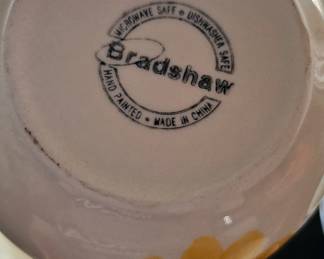 MICROWAVE SAFE • DISHWASHER SAFE
Bradshaw
HAND PAINTED • MADE IN CHINA